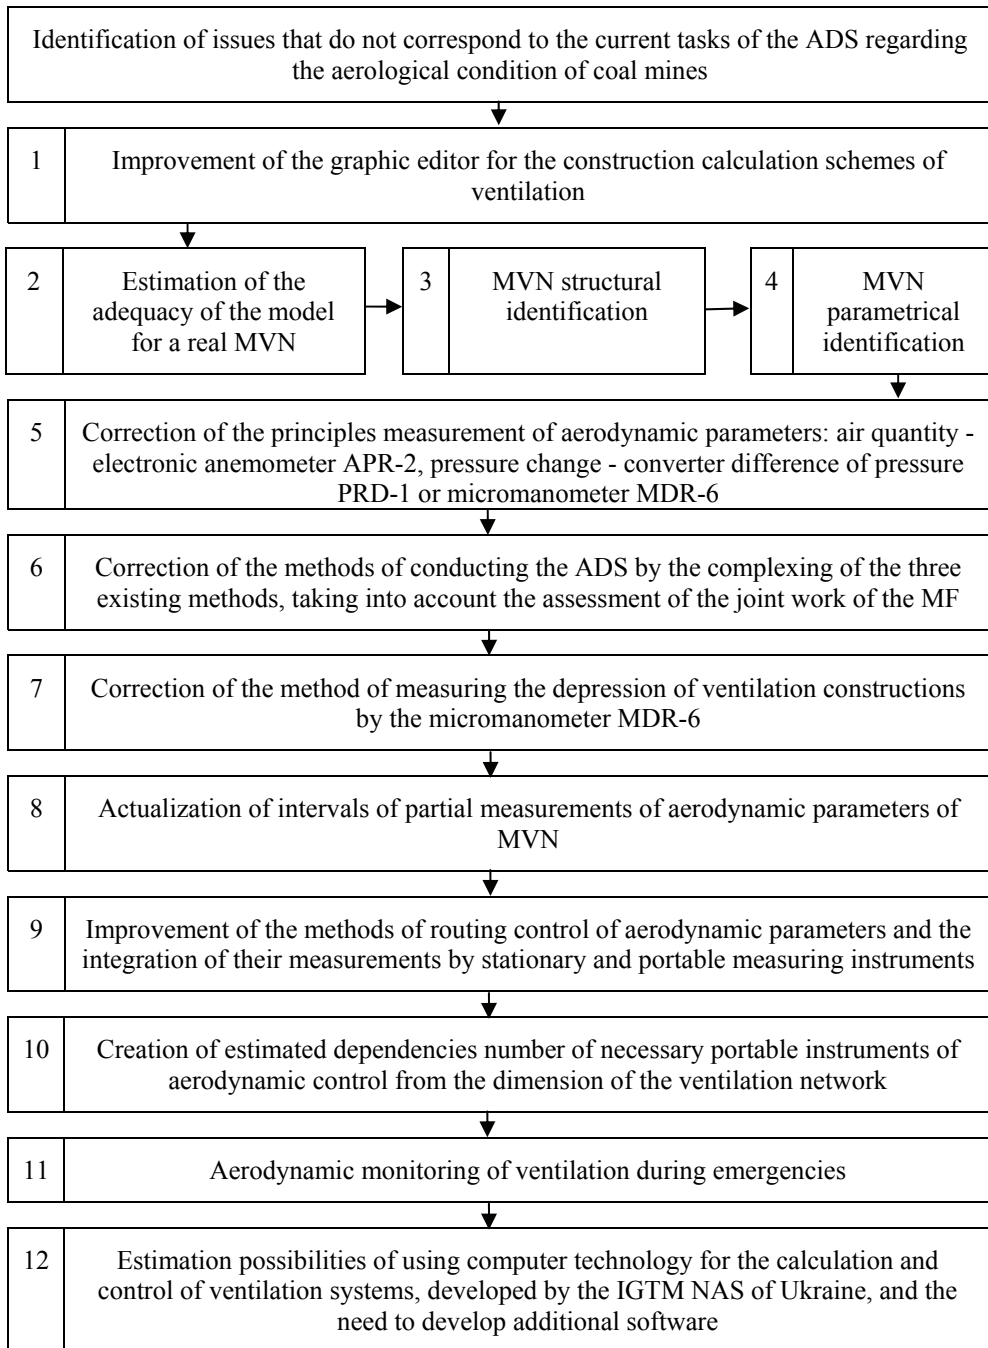 Identification of issues that do not correspond to the current tasks of the ADS regarding
the aerological condition of coal mines
1
Improvement of the graphic editor for the construction calculation schemes of
ventilation
2
Estimation of the
adequacy of the model
for a real MVN
3
MVN structural
identification
4
MVN
parametrical
identification
5
Correction of the principles measurement of aerodynamic parameters: air quantity -
electronic anemometer APR-2, pressure change - converter difference of pressure
PRD-1 or micromanometer MDR-6
6
Correction of the methods of conducting the ADS by the complexing of the three
existing methods, taking into account the assessment of the joint work of the MF
7
Correction of the method of measuring the depression of ventilation constructions
by the micromanometer MDR-6
8
Actualization of intervals of partial measurements of aerodynamic parameters of
MVN
9
Improvement of the methods of routing control of aerodynamic parameters and the
integration of their measurements by stationary and portable measuring instruments
10
Creation of estimated dependencies number of necessary portable instruments of
aerodynamic control from the dimension of the ventilation network
11
Aerodynamic monitoring of ventilation during emergencies
12
Estimation possibilities of using computer technology for the calculation and
control of ventilation systems, developed by the IGTM NAS of Ukraine, and the
need to develop additional software